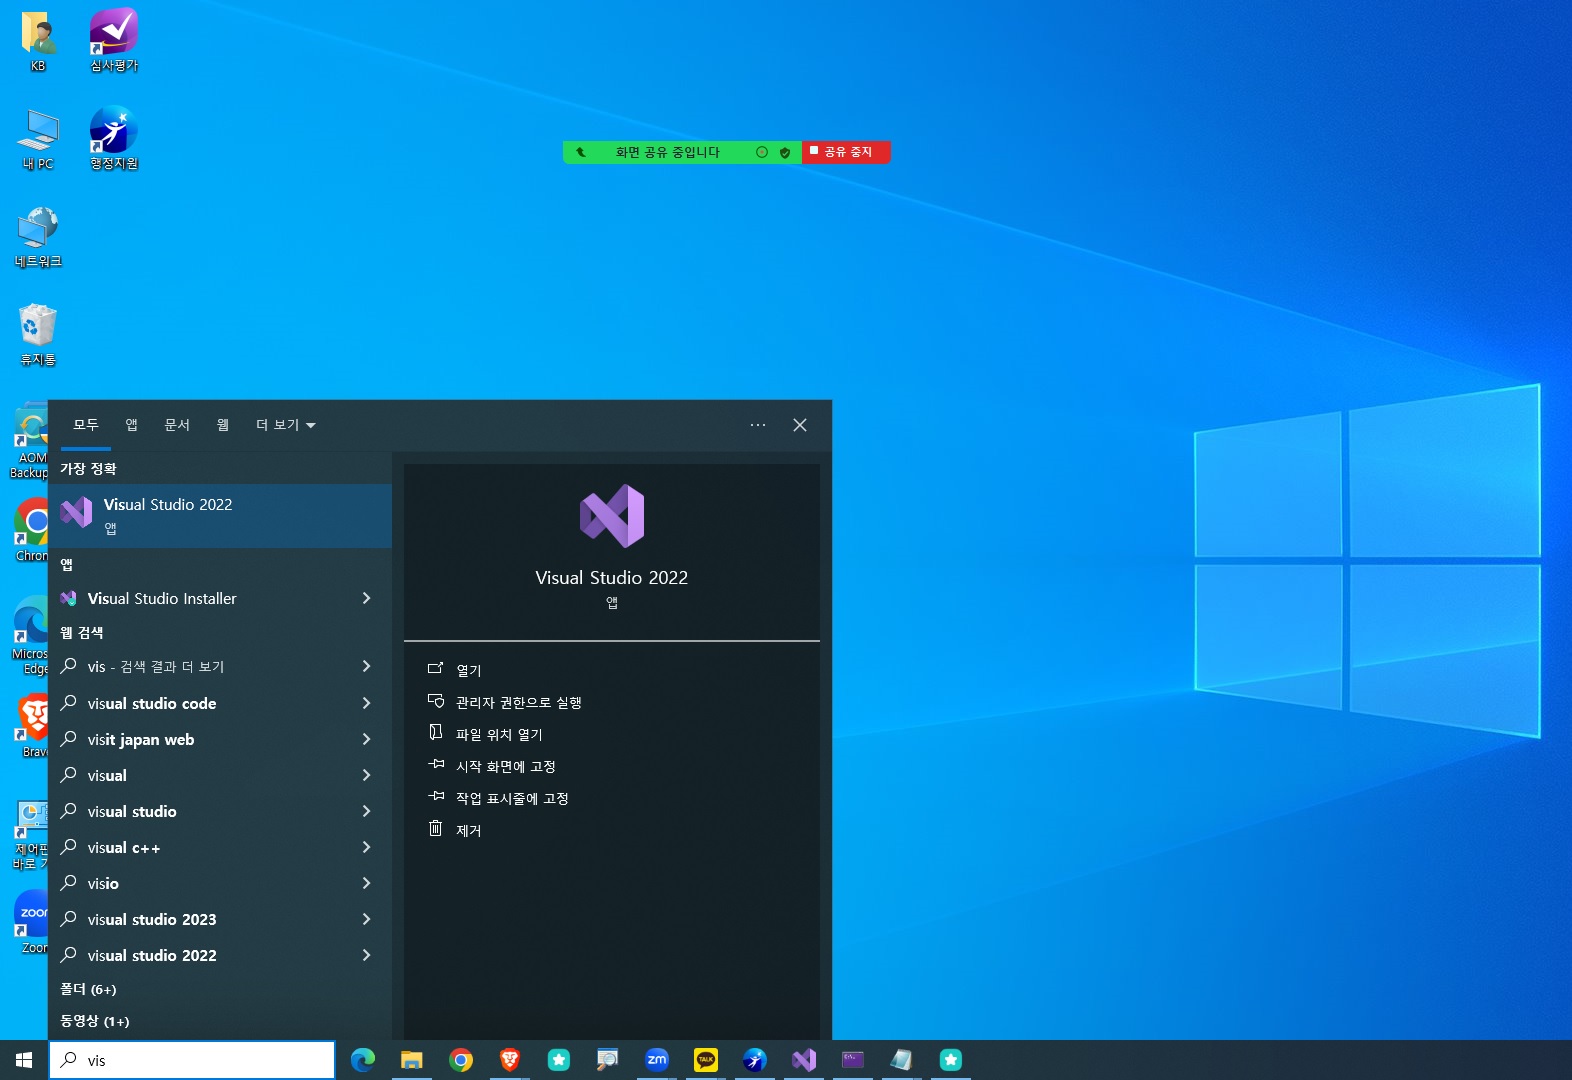 KB
심사평가
내 PC
행정지원
화면 공유 중입니다
공유 중지
네트워크
휴지통
AOM
Backup
Chrom
Micros
Edge
Brav
제어판
바로 가
zoom
Zoom
모두
앱
문서
웹
더 보기
가장 정확
Visual Studio 2022
앱
앱
Visual Studio Installer
웹 검색
vis - 검색 결과 더 보기
visual studio code
visit japan web
visual
visual studio
visual c++
visio
visual studio 2023
visual studio 2022
폴더 (6+)
동영상 (1+)
Visual Studio 2022
앱
열기
관리자 권한으로 실행
파일 위치 열기
시작 화면에 고정
작업 표시줄에 고정
제거
vis
zm
TALK